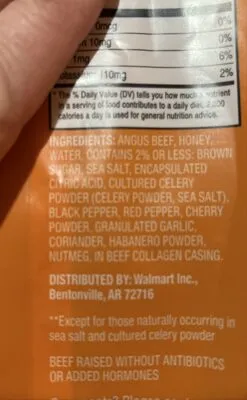 0mcg 0%
10mg 0%
1mg 6%
110mg 2%
* The % Daily Value (DV) tells you how much a nutrient
in a serving of food contributes to a daily diet. 2,000
calories a day is used for general nutrition advice.
INGREDIENTS: ANGUS BEEF, HONEY,
WATER, CONTAINS 2% OR LESS: BROWN
SUGAR, SEA SALT, ENCAPSULATED
CITRIC ACID, CULTURED CELERY
POWDER (CELERY POWDER, SEA SALT),
BLACK PEPPER, RED PEPPER, CHERRY
POWDER, GRANULATED GARLIC,
CORIANDER, HABANERO POWDER,
NUTMEG, IN BEEF COLLAGEN CASING.
DISTRIBUTED BY: Walmart Inc.,
Bentonville, AR 72716
**Except for those naturally occurring in
sea salt and cultured celery powder
BEEF RAISED WITHOUT ANTIBIOTICS
OR ADDED HORMONES